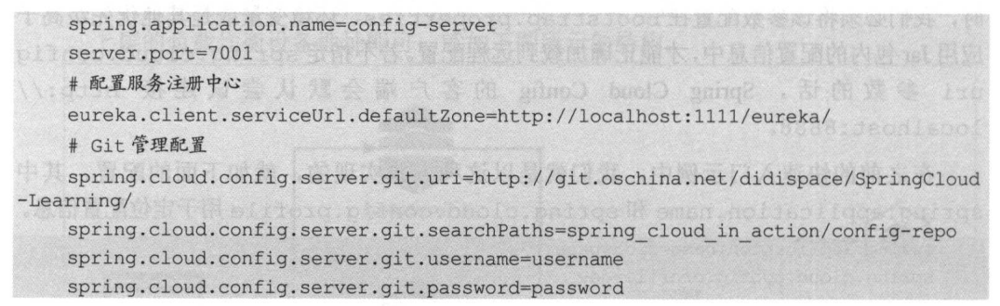 spring.application.name=config-server
server.port=7001
# 配置服务注册中心
eureka.client.serviceUrl.defaultZone=http://localhost:1111/eureka/
# Git 管理配置
spring.cloud.config.server.git.uri=http://git.oschina.net/didispace/SpringCloud
-Learning/
spring.cloud.config.server.git.searchPaths=spring_cloud_in_action/config-repo
spring.cloud.config.server.git.username=username
spring.cloud.config.server.git.password=password